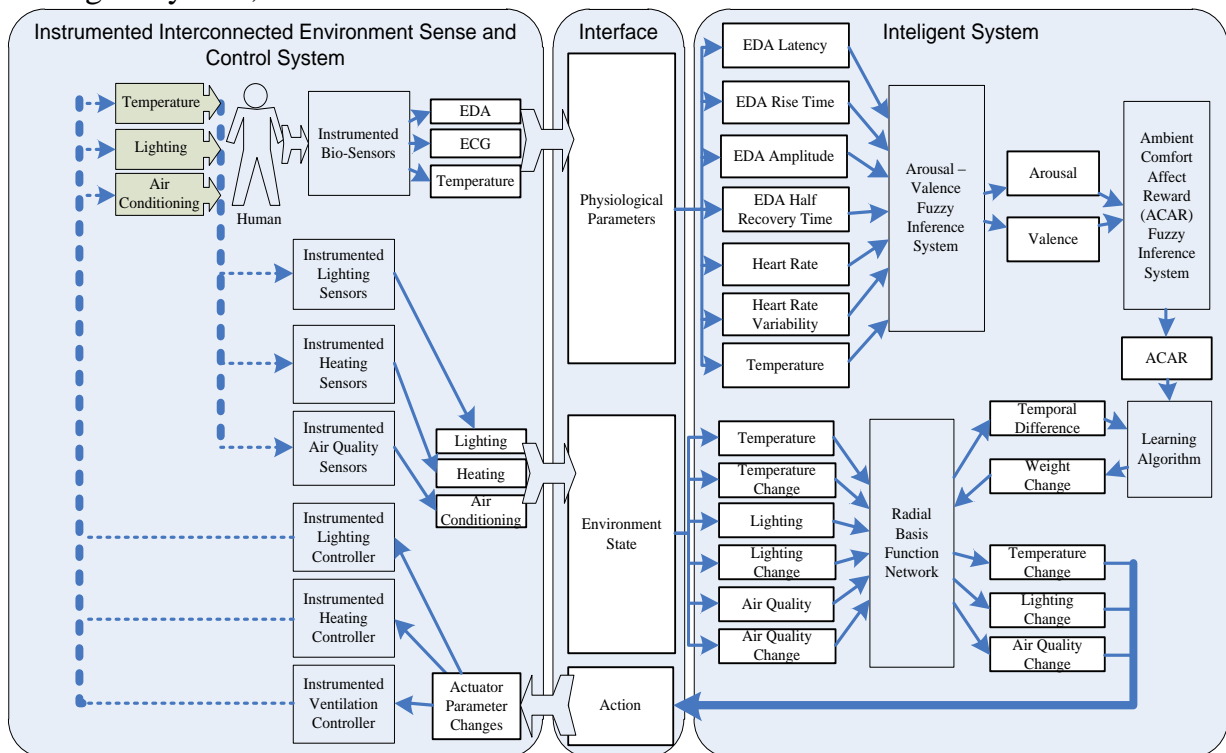 Instrumented Interconnected Environment Sense and
Control System
Interface
Inteligent System
Temperature
Lighting
Air
Conditioning
Human
Instrumented
Bio-Sensors
EDA
ECG
Temperature
Instrumented
Lighting
Sensors
Instrumented
Heating
Sensors
Instrumented
Air Quality
Sensors
Lighting
Heating
Air
Conditioning
Instrumented
Lighting
Controller
Instrumented
Heating
Controller
Instrumented
Ventilation
Controller
Actuator
Parameter
Changes
Physiological
Parameters
Environment
State
Action
EDA Latency
EDA Rise Time
EDA Amplitude
EDA Half
Recovery Time
Heart Rate
Heart Rate
Variability
Temperature
Arousal –
Valence
Fuzzy
Inference
System
Arousal
Valence
Ambient
Comfort
Affect
Reward
(ACAR)
Fuzzy
Inference
System
ACAR
Learning
Algorithm
Temporal
Difference
Weight
Change
Temperature
Temperature
Change
Lighting
Lighting
Change
Air Quality
Air Quality
Change
Radial
Basis
Function
Network
Temperature
Change
Lighting
Change
Air Quality
Change